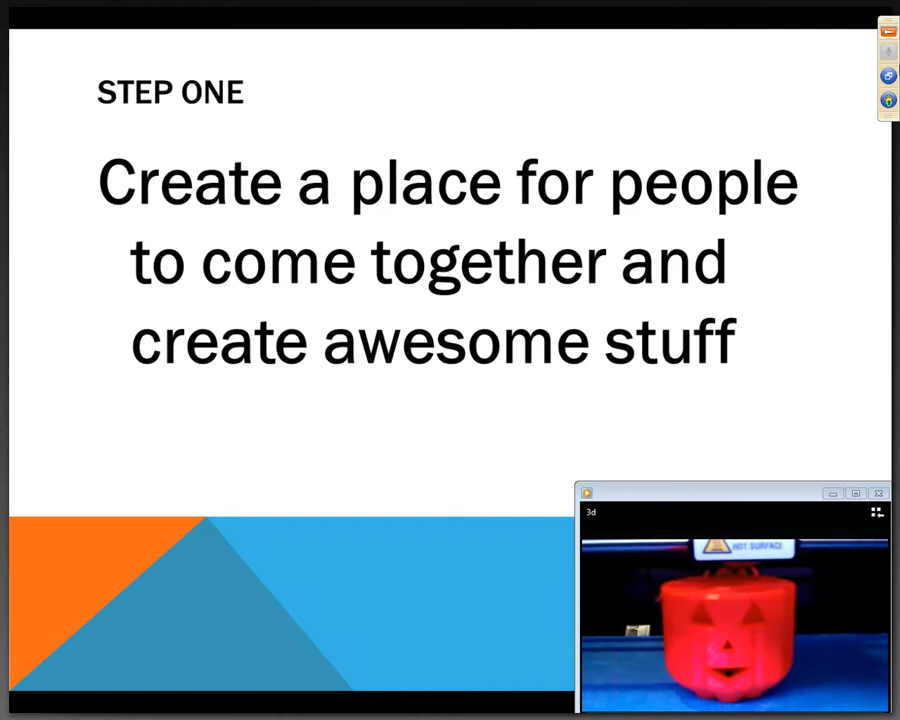 STEP ONE
Create a place for people
to come together and
create awesome stuff
3d
HOT SURFACE